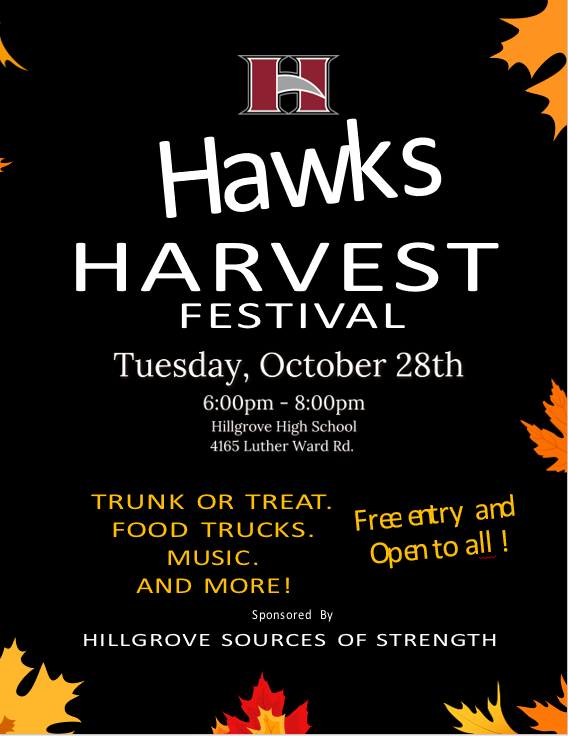 H
Hawks
HARVEST
FESTIVAL
Tuesday, October 28th
6:00pm - 8:00pm
Hillgrove High School
4165 Luther Ward Rd.
TRUNK OR TREAT.
FOOD TRUCKS.
MUSIC.
AND MORE!
Free entry and
Open to all !
Sponsored By
HILLGROVE SOURCES OF STRENGTH